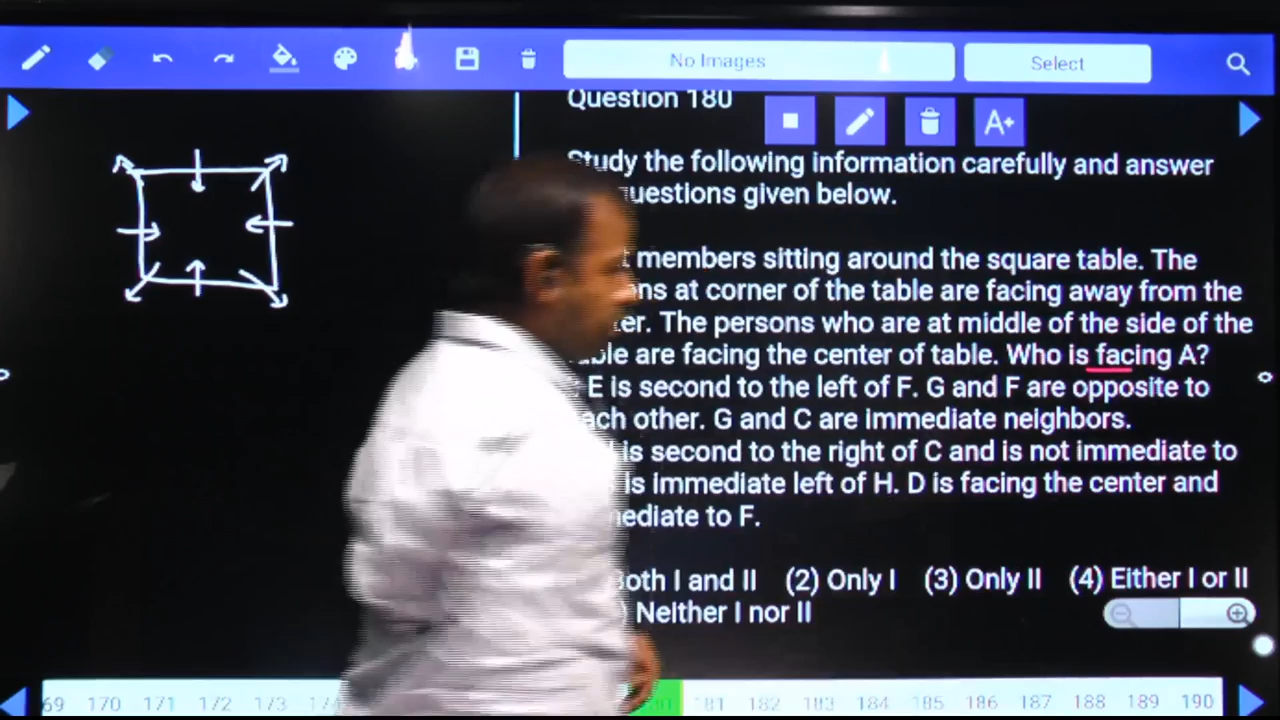 No Images
Select
Question 180
A+
Study the following information carefully and answer
questions given below.
members sitting around the square table. The
at corner of the table are facing away from the
The persons who are at middle of the side of the
are facing the center of table. Who is facing A?
E is second to the left of F. G and F are opposite to
each other. G and C are immediate neighbors.
is second to the right of C and is not immediate to
is immediate left of H. D is facing the center and
to F.
Both I and II (2) Only I (3) Only II (4) Either I or II
Neither I nor II
69 170 171 172 173 181 182 183 184 185 186 187 188 189 190